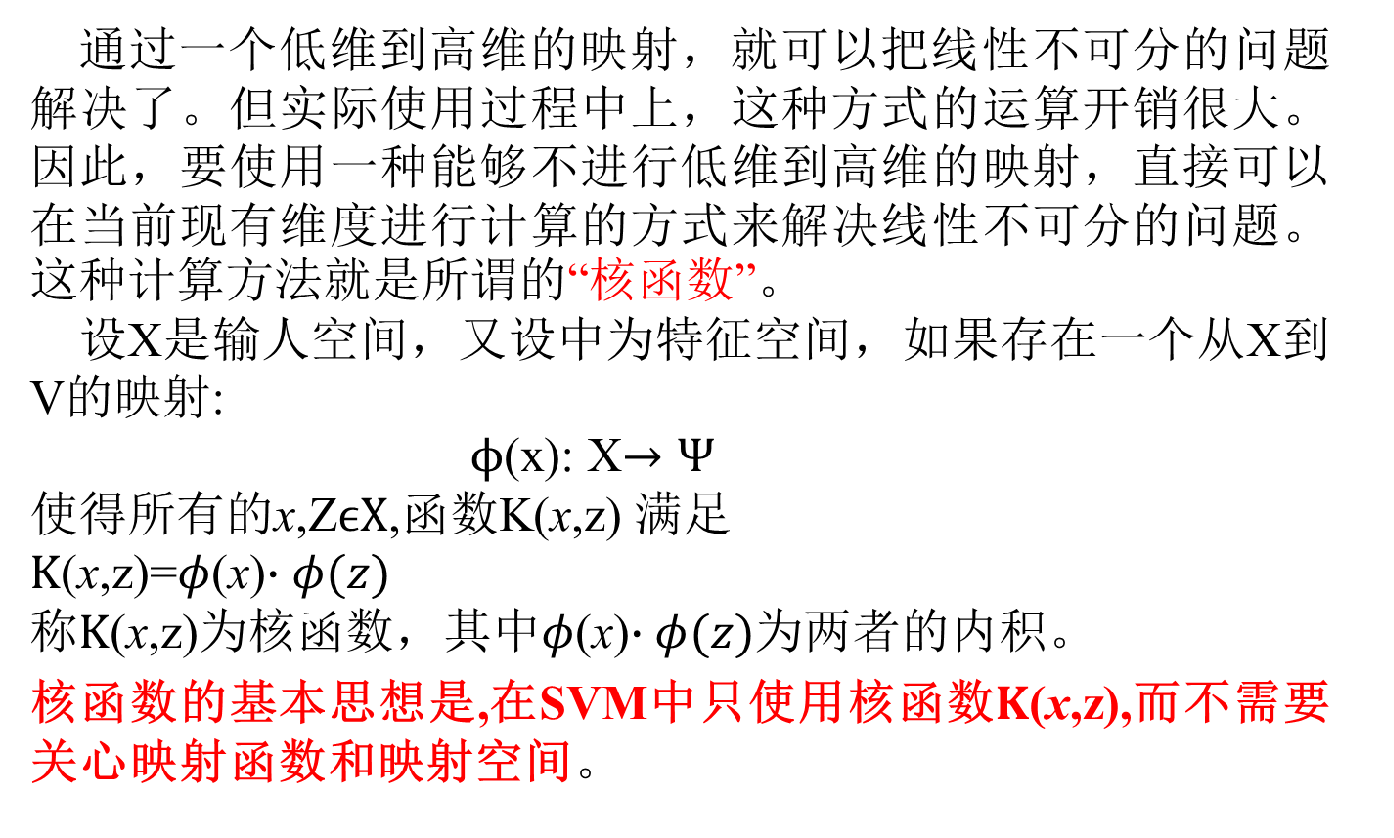 通过一个低维到高维的映射，就可以把线性不可分的问题
解决了。但实际使用过程中上，这种方式的运算开销很大。
因此，要使用一种能够不进行低维到高维的映射，直接可以
在当前现有维度进行计算的方式来解决线性不可分的问题。
这种计算方法就是所谓的“核函数”。
设X是输人空间，又设中为特征空间，如果存在一个从X到
V的映射:
ϕ(x): X→ Ψ
使得所有的x,ZϵX,函数K(x,z) 满足
K(x,z)=ϕ(x)· ϕ(z)
称K(x,z)为核函数，其中ϕ(x)· ϕ(z)为两者的内积。
核函数的基本思想是,在SVM中只使用核函数K(x,z),而不需要
关心映射函数和映射空间。